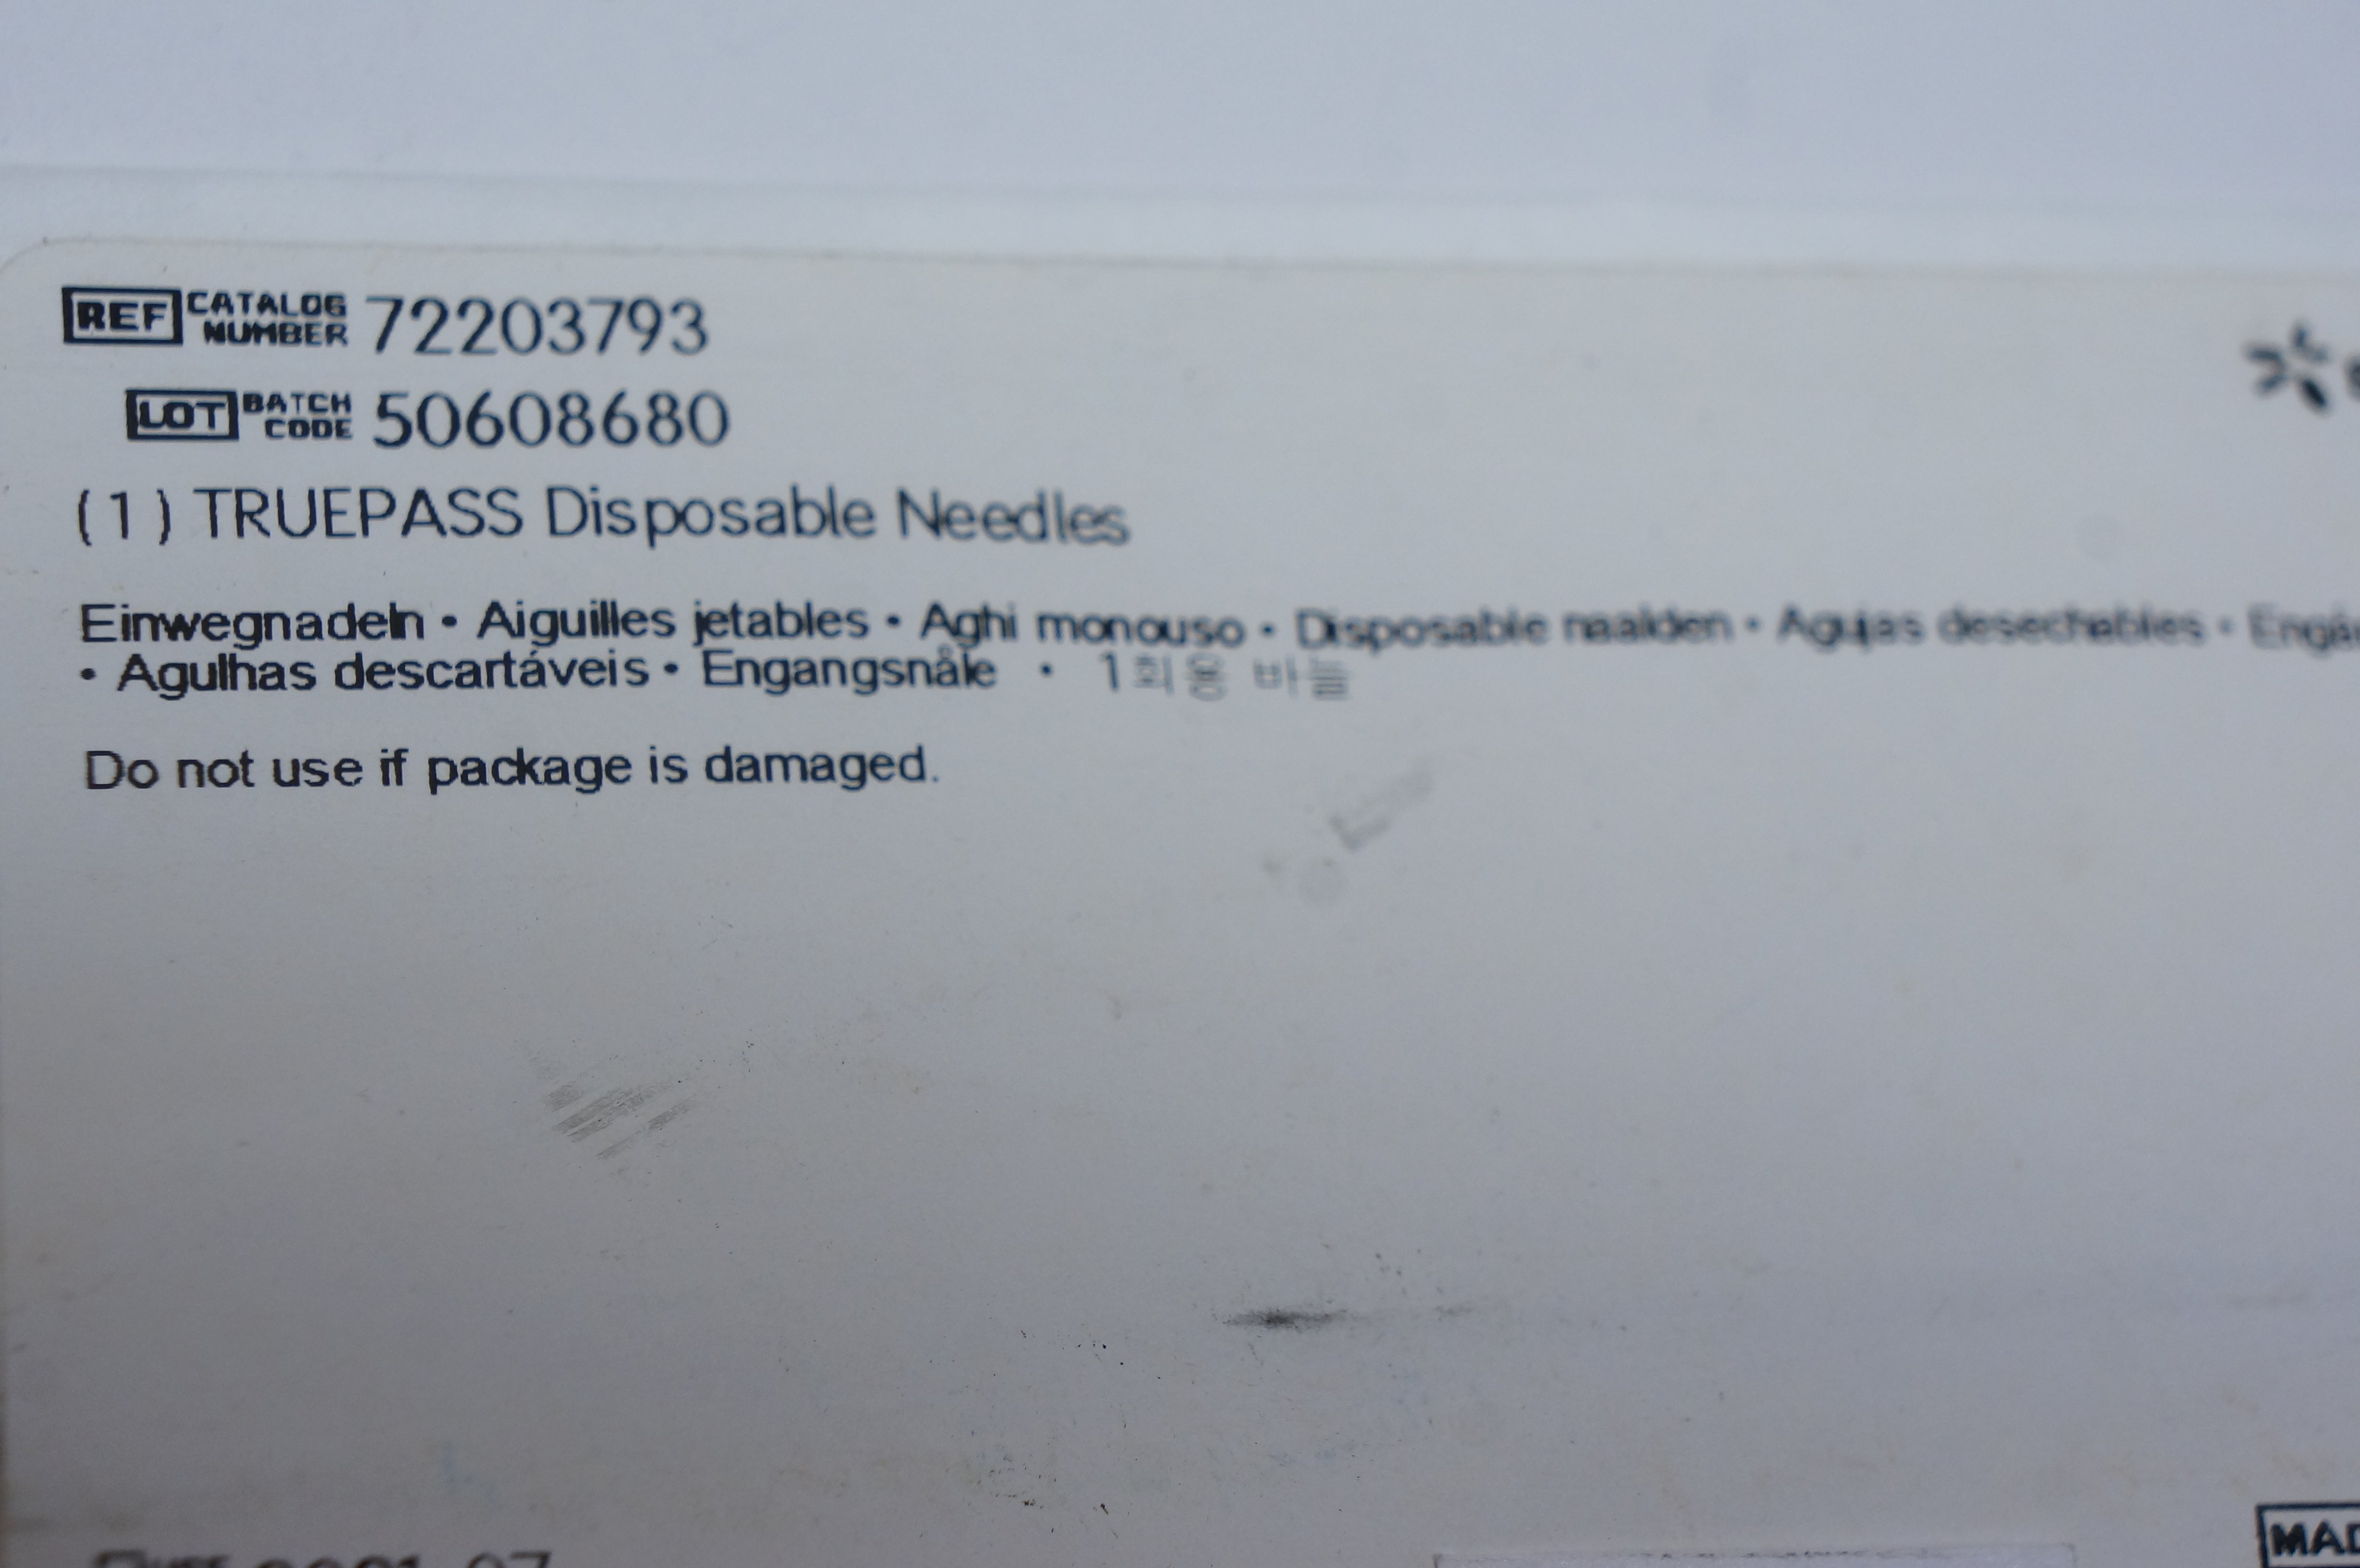 REF CATALOG NUMBER 72203793
LOT BATCH CODE 50608680
(1) TRUEPASS Disposable Needles
Einwegnadeln • Aiguilles jetables • Aghi monouso • Disposable naalden • Agujas desechables •
• Agulhas descartáveis • Engangsnåle • 1회용 바늘
Do not use if package is damaged.